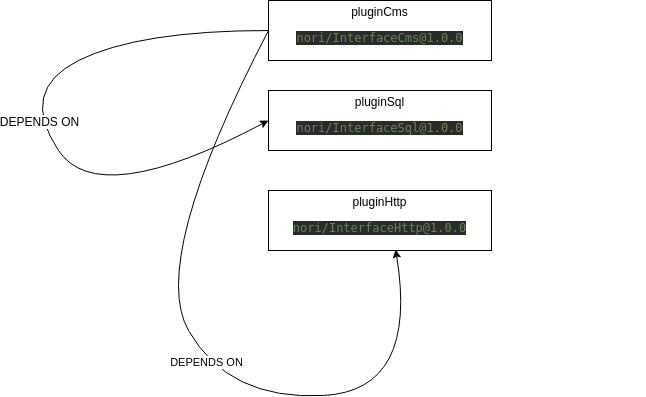 pluginCms
nori/InterfaceCms@1.0.0
pluginSql
DEPENDS ON
nori/InterfaceSql@1.0.0
pluginHttp
nori/InterfaceHttp@1.0.0
DEPENDS ON